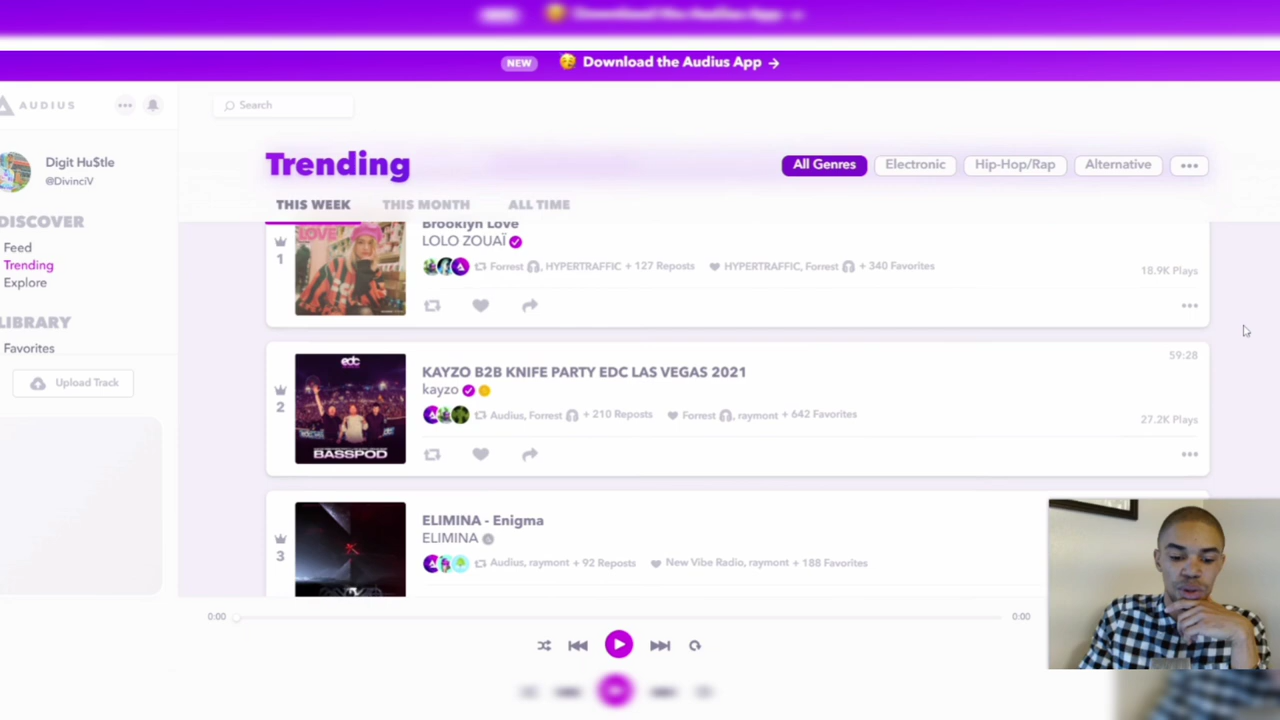 NEW Download the Audius App →
AUDIUS
Search
Digit Hu$tle
@DivinciV
Trending
All Genres
Electronic
Hip-Hop/Rap
Alternative
THIS WEEK
THIS MONTH
ALL TIME
DISCOVER
Feed
Trending
Explore
LIBRARY
Favorites
Upload Track
1
LOVE
Brooklyn Love
LOLO ZOUAÏ
Forrest, HYPERTRAFFIC + 127 Reposts
HYPERTRAFFIC, Forrest + 340 Favorites
18.9K Plays
2
edc
BASSPOD
59:28
KAYZO B2B KNIFE PARTY EDC LAS VEGAS 2021
kayzo
Audius, Forrest + 210 Reposts
Forrest, raymont + 642 Favorites
27.2K Plays
3
ELIMINA - Enigma
ELIMINA
Audius, raymont + 92 Reposts
New Vibe Radio, raymont + 188 Favorites
0:00
0:00